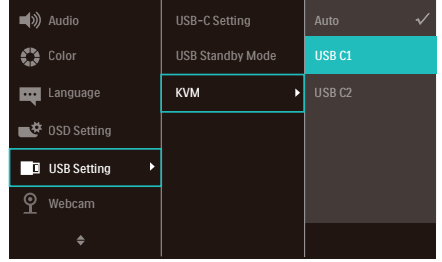 Audio
Color
Language
OSD Setting
USB Setting
Webcam
USB-C Setting
USB Standby Mode
KVM
Auto
USB C1
USB C2